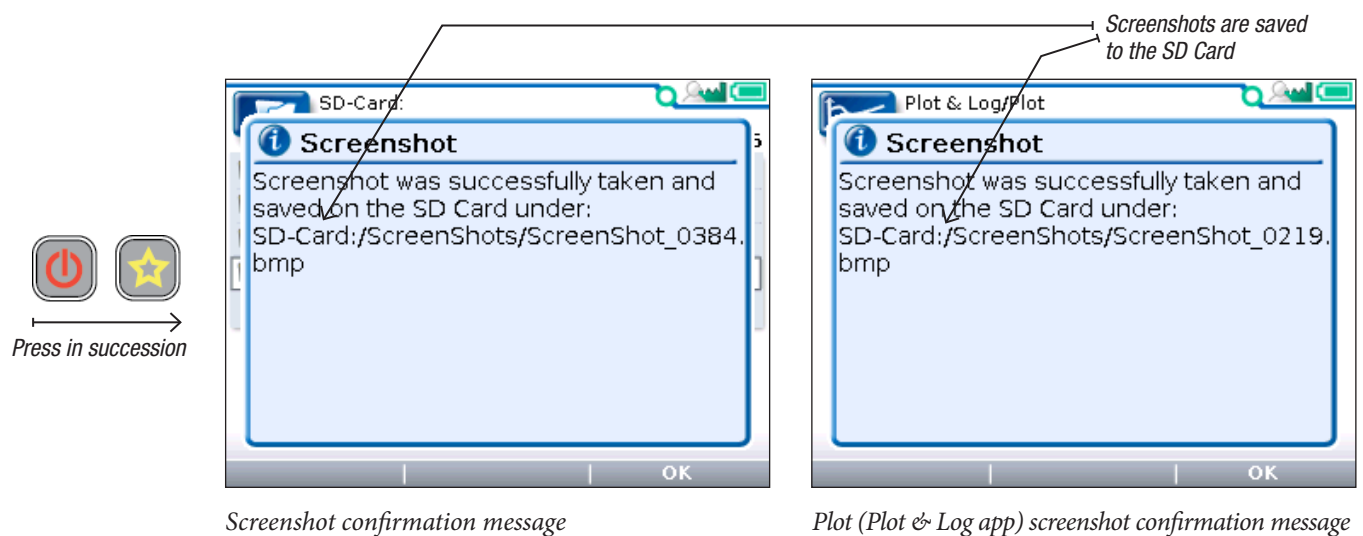 Screenshots are saved
to the SD Card
SD-Card:
Screenshot
Screenshot was successfully taken and
saved on the SD Card under:
SD-Card:/ScreenShots/ScreenShot_0384.
bmp
OK
Plot & Log/Plot
Screenshot
Screenshot was successfully taken and
saved on the SD Card under:
SD-Card:/ScreenShots/ScreenShot_0219.
bmp
OK
Press in succession
Screenshot confirmation message
Plot (Plot & Log app) screenshot confirmation message